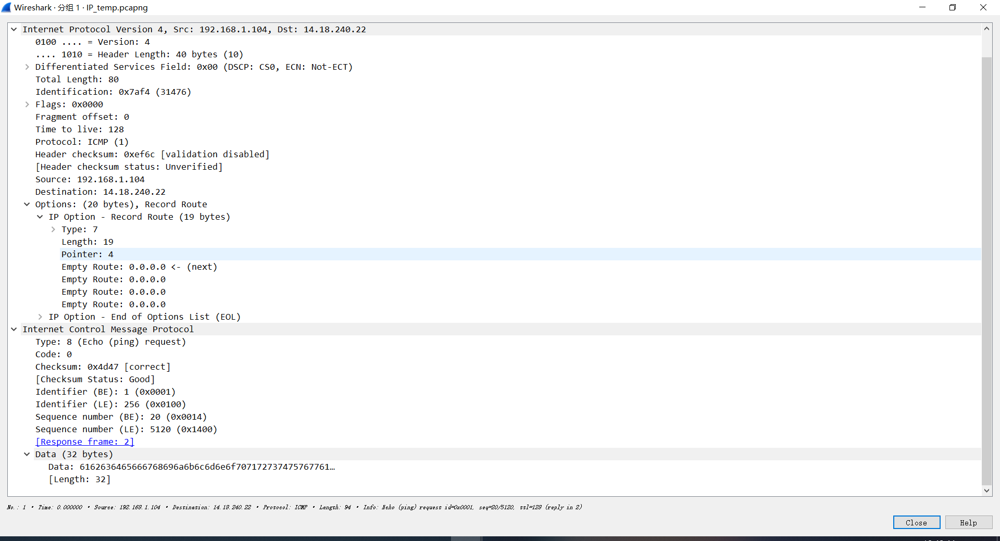 Wireshark · 分组 1 · IP_temp.pcapng
Internet Protocol Version 4, Src: 192.168.1.104, Dst: 14.18.240.22
0100 .... = Version: 4
.... 1010 = Header Length: 40 bytes (10)
Differentiated Services Field: 0x00 (DSCP: CS0, ECN: Not-ECT)
Total Length: 80
Identification: 0x7af4 (31476)
Flags: 0x0000
Fragment offset: 0
Time to live: 128
Protocol: ICMP (1)
Header checksum: 0xef6c [validation disabled]
[Header checksum status: Unverified]
Source: 192.168.1.104
Destination: 14.18.240.22
Options: (20 bytes), Record Route
IP Option - Record Route (19 bytes)
Type: 7
Length: 19
Pointer: 4
Empty Route: 0.0.0.0 <- (next)
Empty Route: 0.0.0.0
Empty Route: 0.0.0.0
Empty Route: 0.0.0.0
IP Option - End of Options List (EOL)
Internet Control Message Protocol
Type: 8 (Echo (ping) request)
Code: 0
Checksum: 0x4d47 [correct]
[Checksum Status: Good]
Identifier (BE): 1 (0x0001)
Identifier (LE): 256 (0x0100)
Sequence number (BE): 20 (0x0014)
Sequence number (LE): 5120 (0x1400)
[Response frame: 2]
Data (32 bytes)
Data: 6162636465666768696a6b6c6d6e6f707172737475767761…
[Length: 32]
No.: 1 · Time: 0.000000 · Source: 192.168.1.104 · Destination: 14.18.240.22 · Protocol: ICMP · Length: 94 · Info: Echo (ping) request id=0x0001, seq=20/5120, ttl=128 (reply in 2)
Close
Help